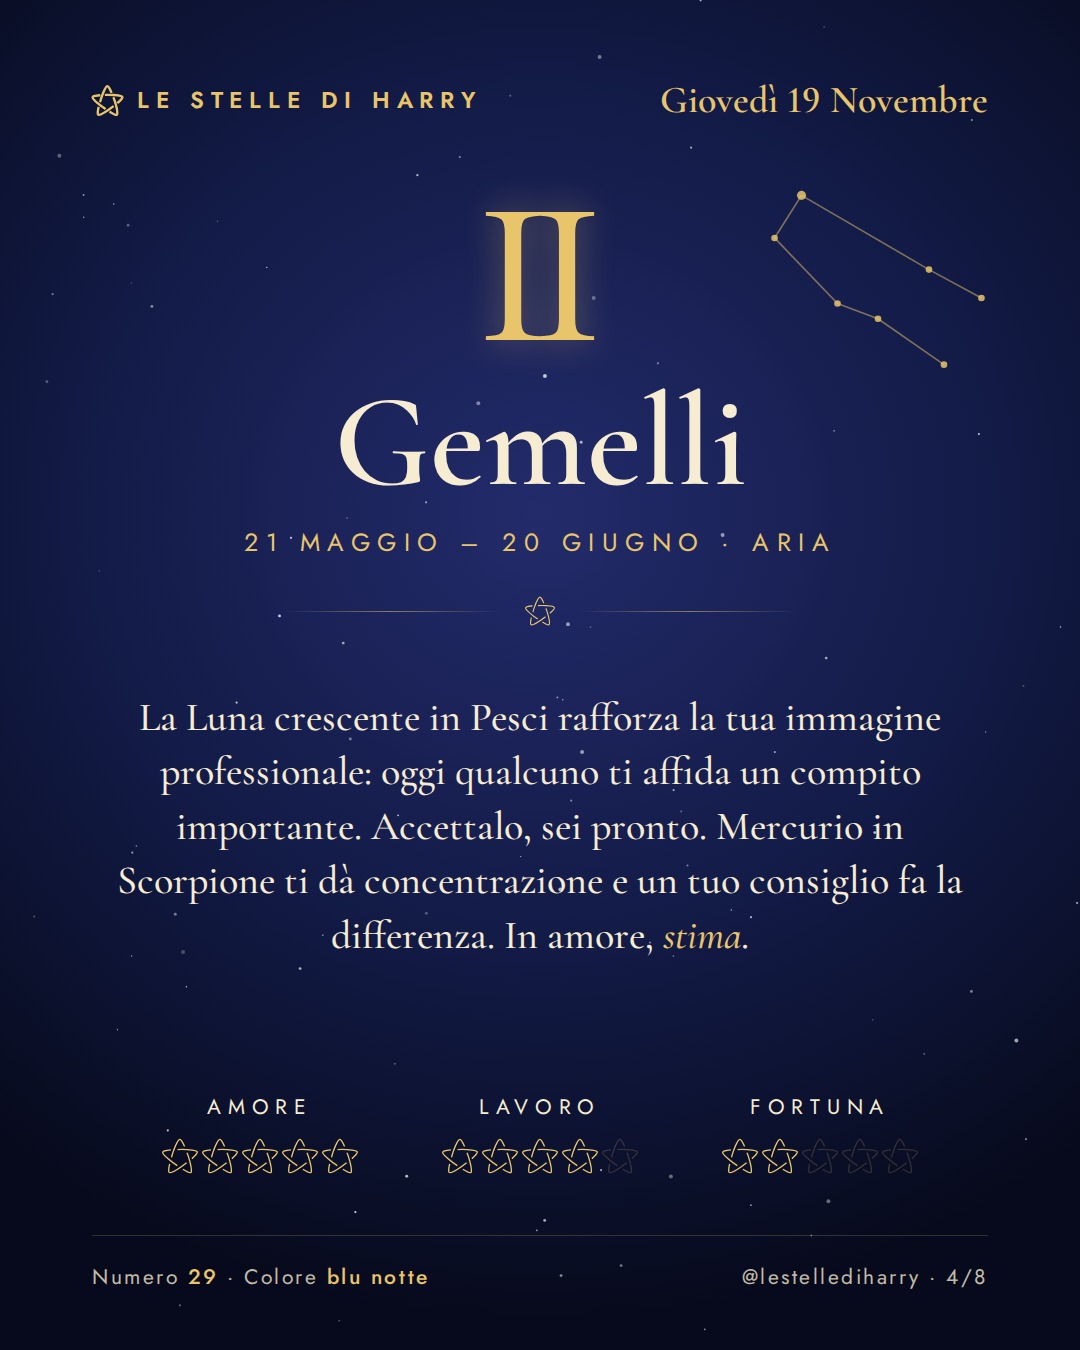 LE STELLE DI HARRY
Giovedì 19 Novembre
Gemelli
21 MAGGIO – 20 GIUGNO · ARIA
La Luna crescente in Pesci rafforza la tua immagine
professionale: oggi qualcuno ti affida un compito
importante. Accettalo, sei pronto. Mercurio in
Scorpione ti dà concentrazione e un tuo consiglio fa la
differenza. In amore, stima.
AMORE
LAVORO
FORTUNA
Numero 29 · Colore blu notte
@lestellediharry · 4/8